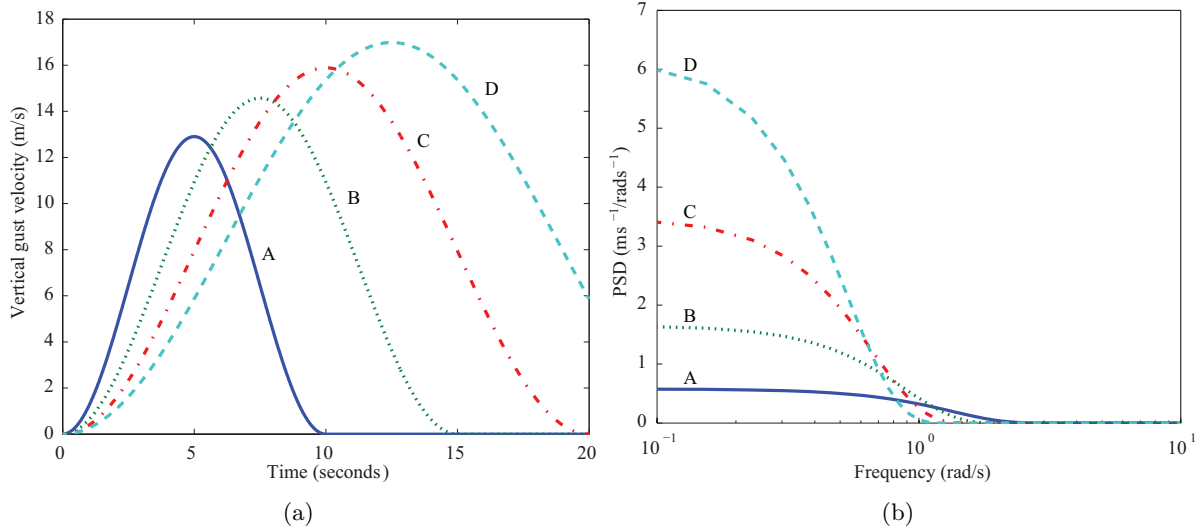 18
16
14
12
10
8
6
4
2
0
Vertical gust velocity (m/s)
A
B
C
D
0
5
10
15
20
Time (seconds)
(a)
7
6
5
4
3
2
1
0
PSD (ms⁻¹/rads⁻¹)
D
C
B
A
10⁻¹
10⁰
10¹
Frequency (rad/s)
(b)